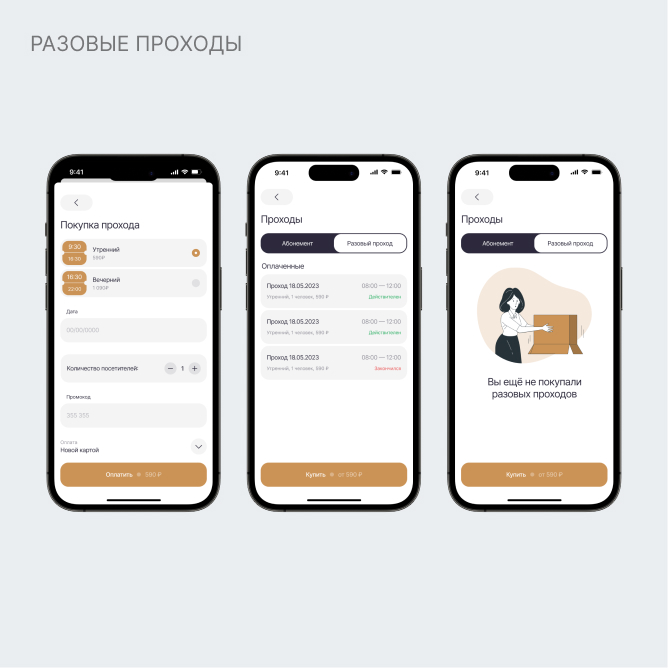 РАЗОВЫЕ ПРОХОДЫ
9:41
Покупка прохода
9:30
16:30
Утренний
590₽
16:30
22:00
Вечерний
1 090₽
Дата
00/00/0000
Количество посетителей:
1
Промокод
355 355
Оплата
Новой картой
Оплатить
590 ₽
9:41
Проходы
Абонемент
Разовый проход
Оплаченные
Проход 18.05.2023
08:00 — 12:00
Утренний, 1 человек, 590 ₽
Действителен
Проход 18.05.2023
08:00 — 12:00
Утренний, 1 человек, 590 ₽
Действителен
Проход 18.05.2023
08:00 — 12:00
Утренний, 1 человек, 590 ₽
Закончился
Купить
от 590 ₽
9:41
Проходы
Абонемент
Разовый проход
Вы ещё не покупали
разовых проходов
Купить
от 590 ₽